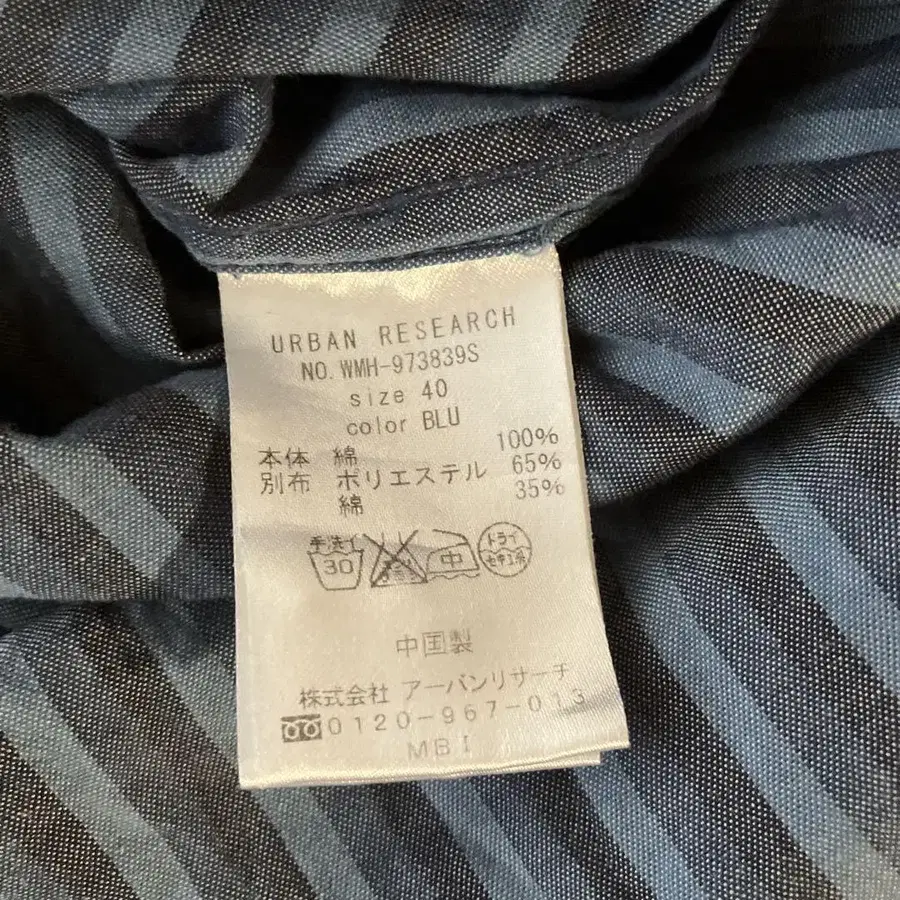 URBAN RESEARCH
NO. WMH-973839S
size 40
color BLU
本体 綿 100%
別布 ポリエステル 65%
綿 35%
手洗イ 30 中 ドライ
中国製
株式会社 アーバンリサーチ
0120-967-013
MBI